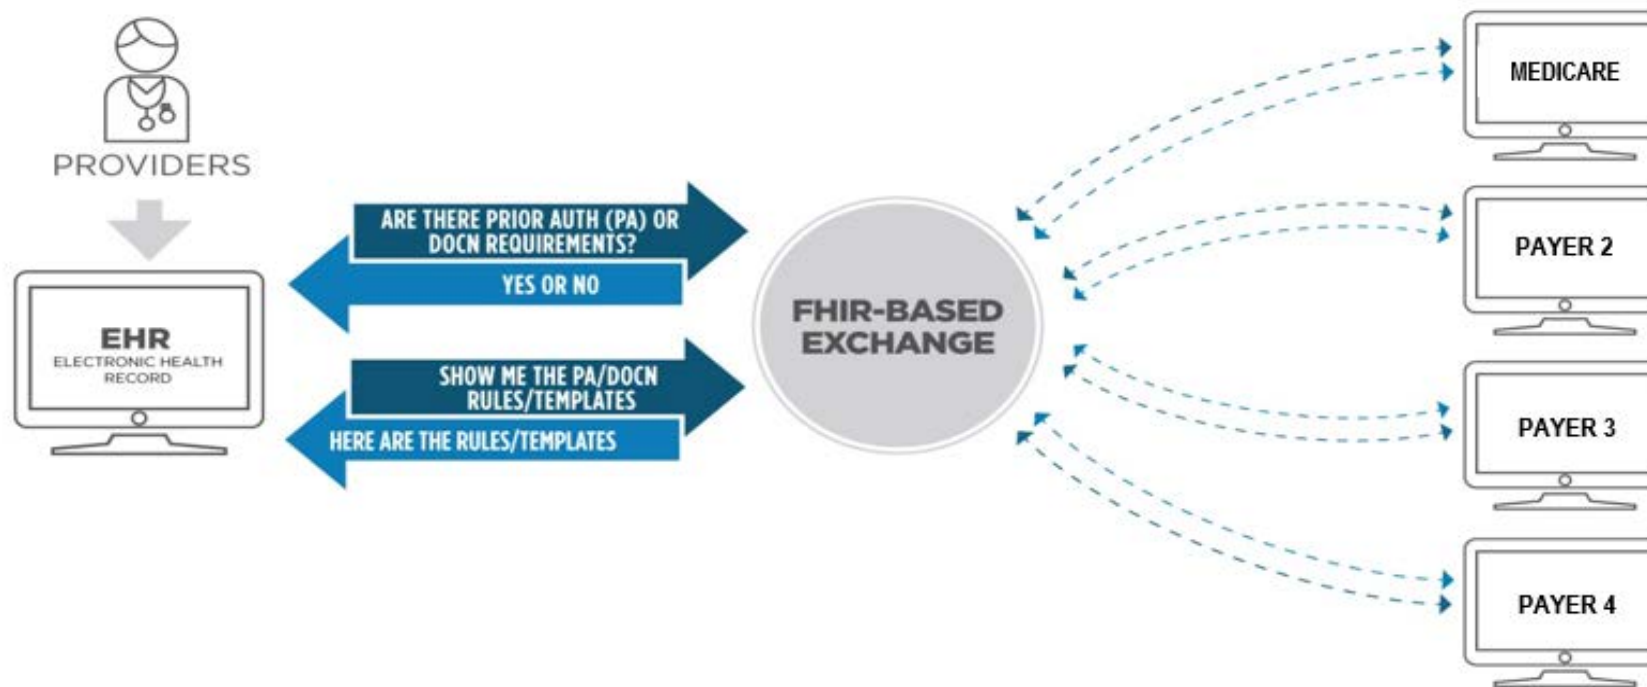 PROVIDERS
EHR
ELECTRONIC HEALTH
RECORD
ARE THERE PRIOR AUTH (PA) OR
DOCN REQUIREMENTS?
YES OR NO
SHOW ME THE PA/DOCN
RULES/TEMPLATES
HERE ARE THE RULES/TEMPLATES
FHIR-BASED
EXCHANGE
MEDICARE
PAYER 2
PAYER 3
PAYER 4